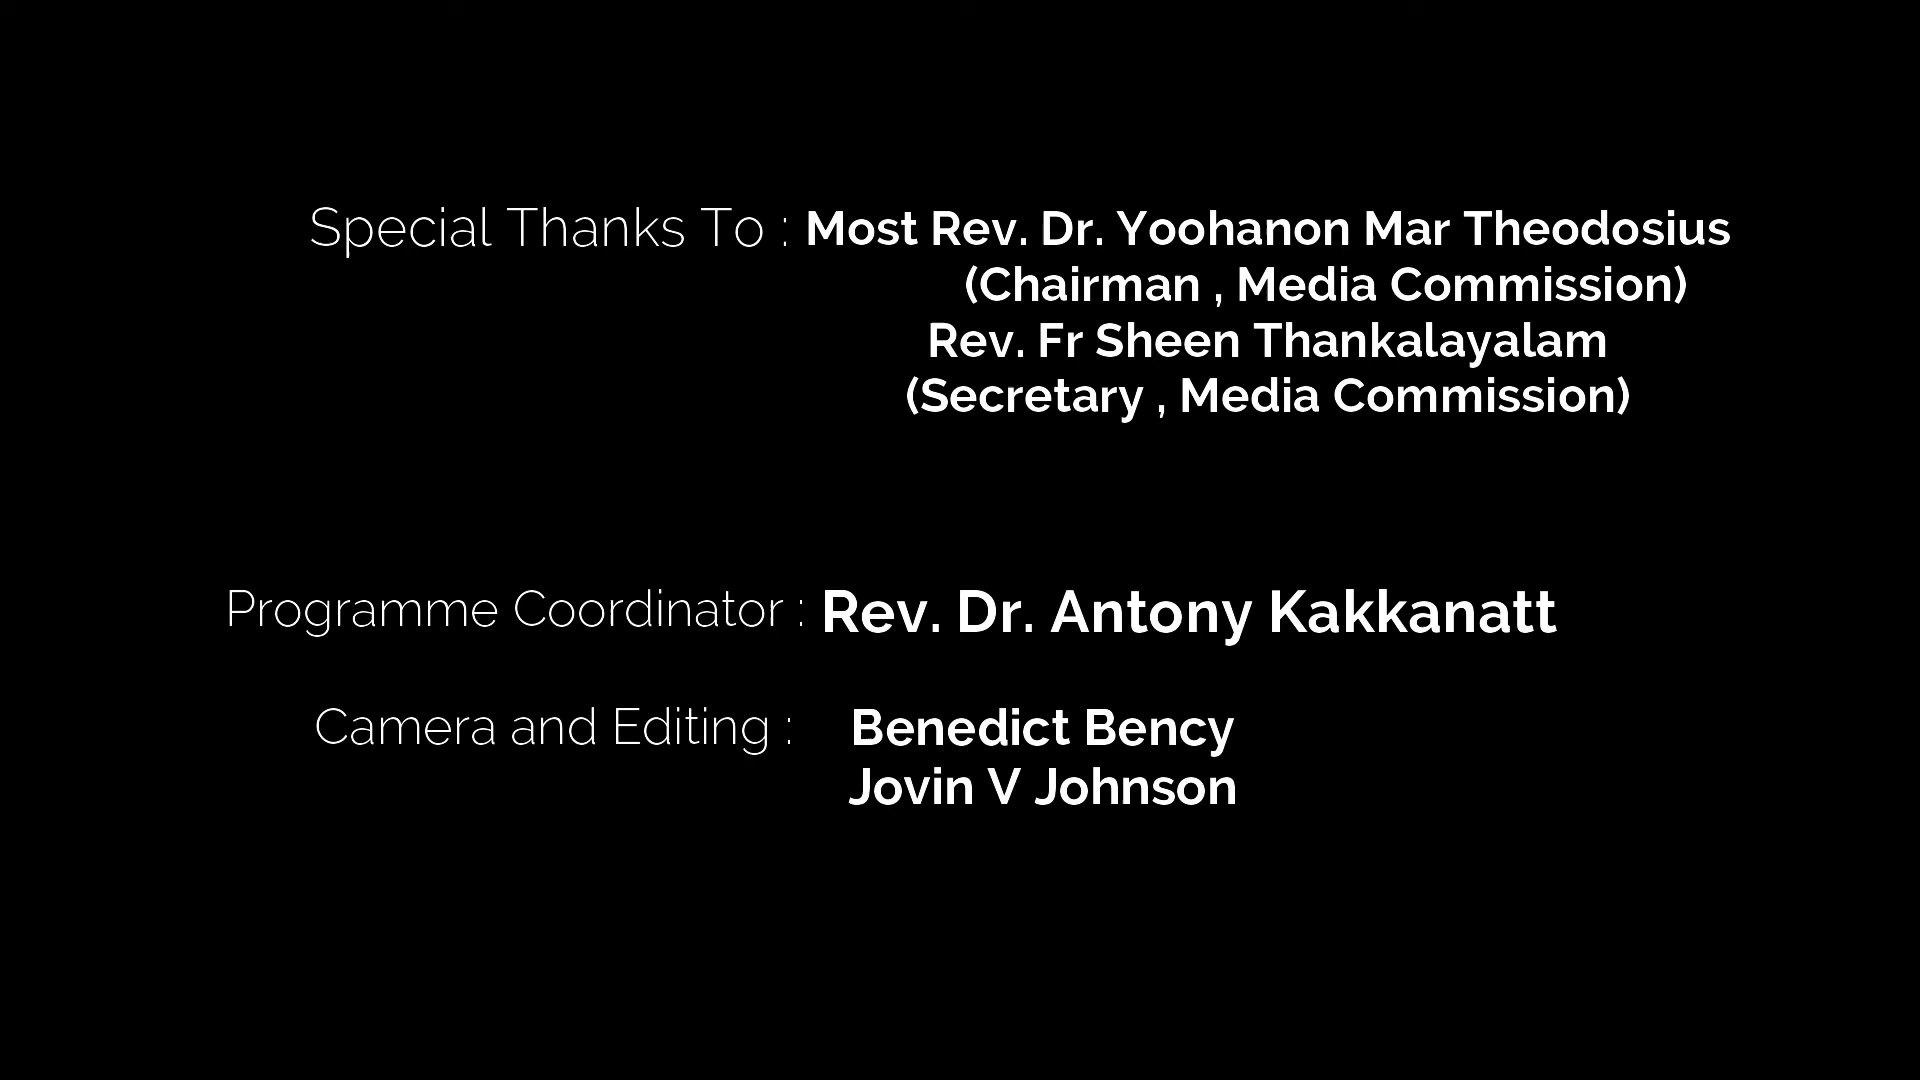 Special Thanks To : Most Rev. Dr. Yoohanon Mar Theodosius
(Chairman , Media Commission)
Rev. Fr Sheen Thankalayalam
(Secretary , Media Commission)
Programme Coordinator : Rev. Dr. Antony Kakkanatt
Camera and Editing : Benedict Bency
Jovin V Johnson